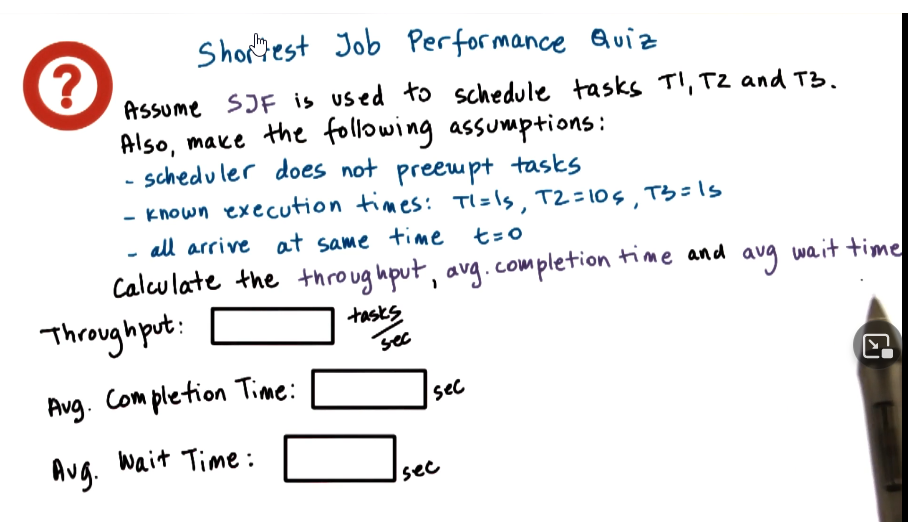 ?
Shortest Job Performance Quiz
Assume SJF is used to schedule tasks T1, T2 and T3.
Also, make the following assumptions:
- scheduler does not preempt tasks
- known execution times: T1=1s, T2=10s, T3=1s
- all arrive at same time t=0
Calculate the throughput, avg. completion time and avg wait time
Throughput: tasks/sec
Avg. Completion Time: sec
Avg. Wait Time: sec